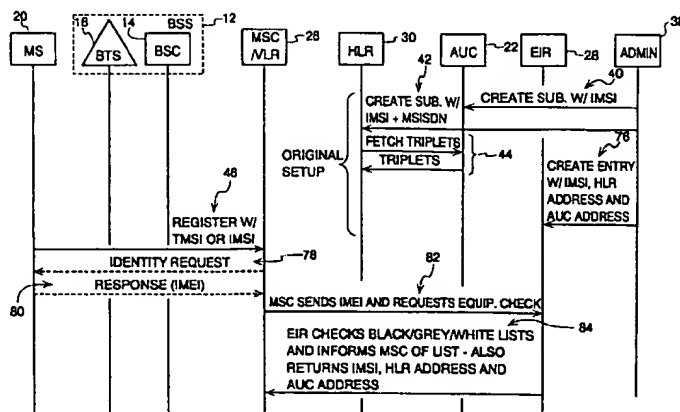 20
18
14
BSS
12
MS
BTS
BSC
MSC
/VLR
28
HLR
30
AUC
22
EIR
28
ADMIN
38
42
40
CREATE SUB. W/
IMSI + MSISDN
CREATE SUB. W/ IMSI
FETCH TRIPLETS
TRIPLETS
44
ORIGINAL
SETUP
76
CREATE ENTRY
W/ IMSI, HLR
ADDRESS AND
AUC ADDRESS
48
REGISTER W/
TMSI OR IMSI
IDENTITY REQUEST
78
RESPONSE (IMEI)
80
82
MSC SENDS IMEI AND REQUESTS EQUIP. CHECK
84
EIR CHECKS BLACK/GREY/WHITE LISTS
AND INFORMS MSC OF LIST - ALSO
RETURNS IMSI, HLR ADDRESS AND
AUC ADDRESS